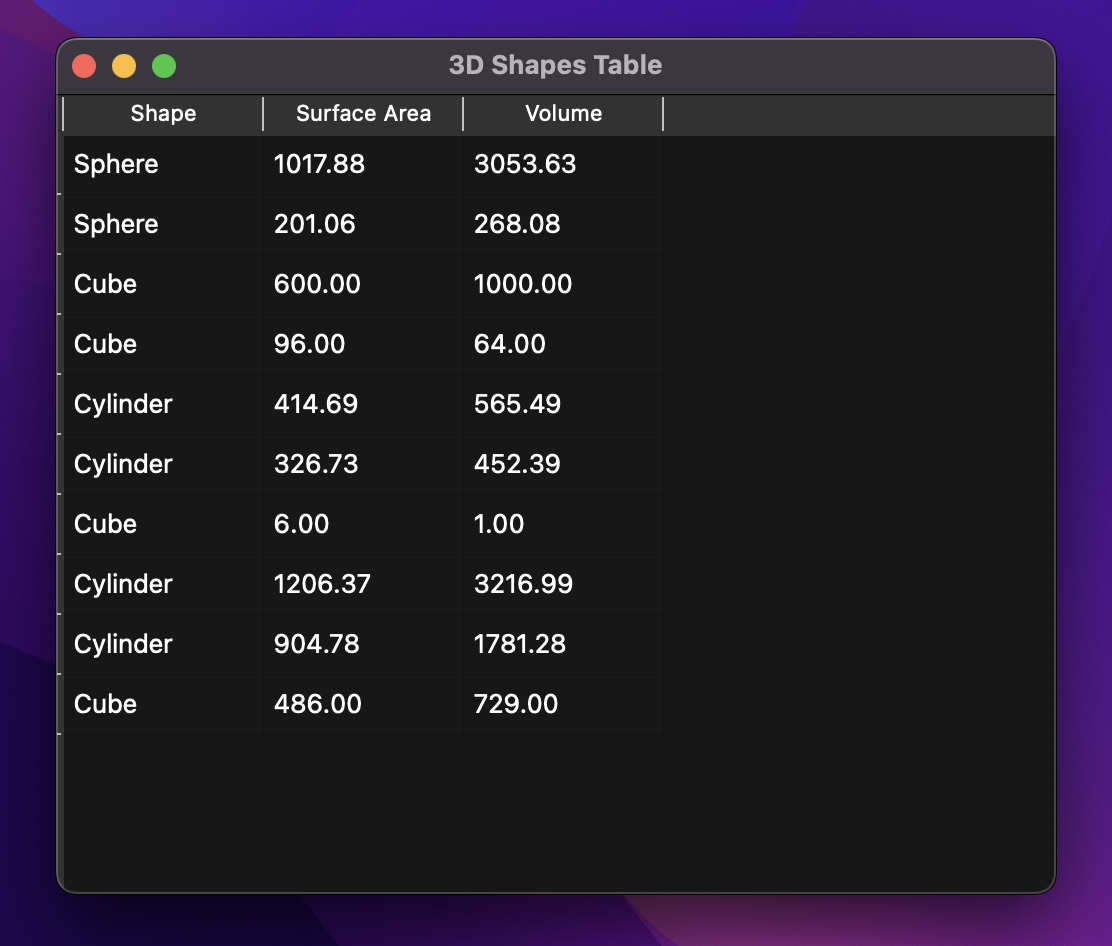 3D Shapes Table
Shape Surface Area Volume
Sphere 1017.88 3053.63
Sphere 201.06 268.08
Cube 600.00 1000.00
Cube 96.00 64.00
Cylinder 414.69 565.49
Cylinder 326.73 452.39
Cube 6.00 1.00
Cylinder 1206.37 3216.99
Cylinder 904.78 1781.28
Cube 486.00 729.00